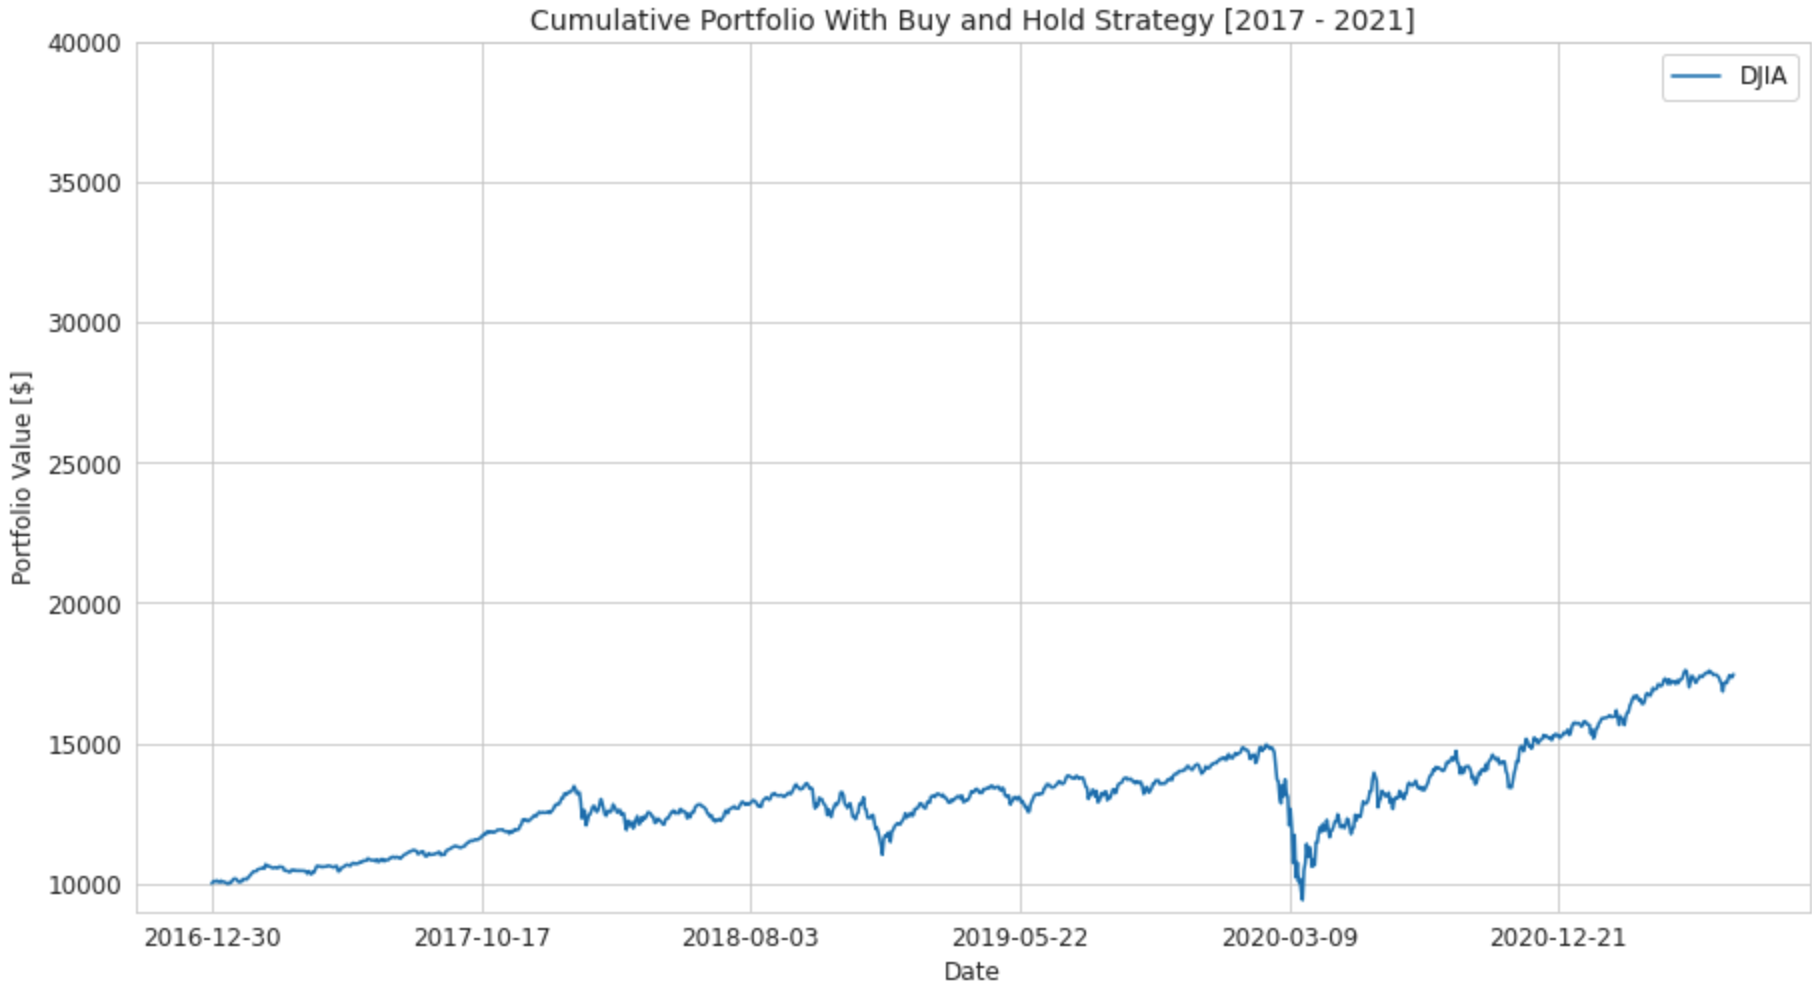 Cumulative Portfolio With Buy and Hold Strategy [2017 - 2021]
DJIA
Portfolio Value [$]
40000
35000
30000
25000
20000
15000
10000
2016-12-30 2017-10-17 2018-08-03 2019-05-22 2020-03-09 2020-12-21
Date